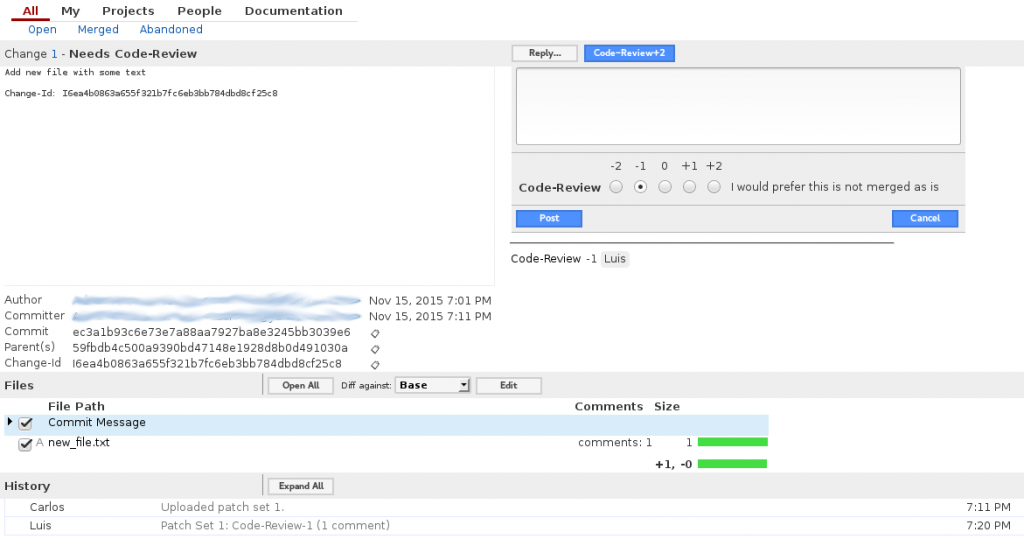 All My Projects People Documentation
Open Merged Abandoned
Change 1 - Needs Code-Review
Reply... Code-Review+2
Add new file with some text
Change-Id: I6ea4b0863a655f321b7fc6eb3bb784dbd8cf25c8
-2 -1 0 +1 +2
Code-Review I would prefer this is not merged as is
Post Cancel
Code-Review -1 Luis
Author Nov 15, 2015 7:01 PM
Committer Nov 15, 2015 7:11 PM
Commit ec3a1b93c6e73e7a88aa7927ba8e3245bb3039e6
Parent(s) 59fbdb4c500a9390bd47148e1928d8b0d491030a
Change-Id I6ea4b0863a655f321b7fc6eb3bb784dbd8cf25c8
Files Open All Diff against: Base Edit
File Path Comments Size
Commit Message
A new_file.txt comments: 1 1
+1, -0
History Expand All
Carlos Uploaded patch set 1. 7:11 PM
Luis Patch Set 1: Code-Review-1 (1 comment) 7:20 PM